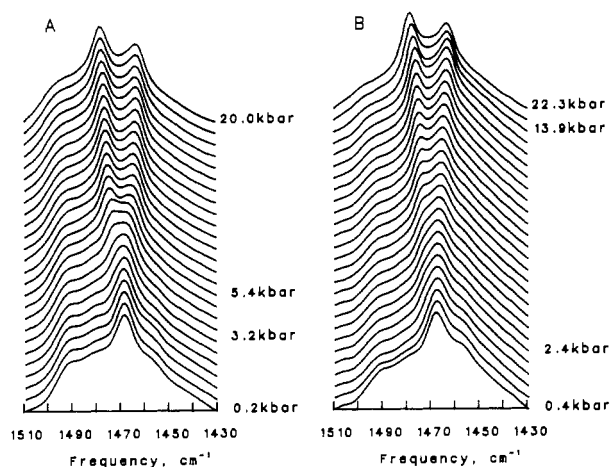 A
20.0kbar
5.4kbar
3.2kbar
0.2kbar
1510 1490 1470 1450 1430
Frequency, cm⁻¹
B
22.3kbar
13.9kbar
2.4kbar
0.4kbar
1510 1490 1470 1450 1430
Frequency, cm⁻¹